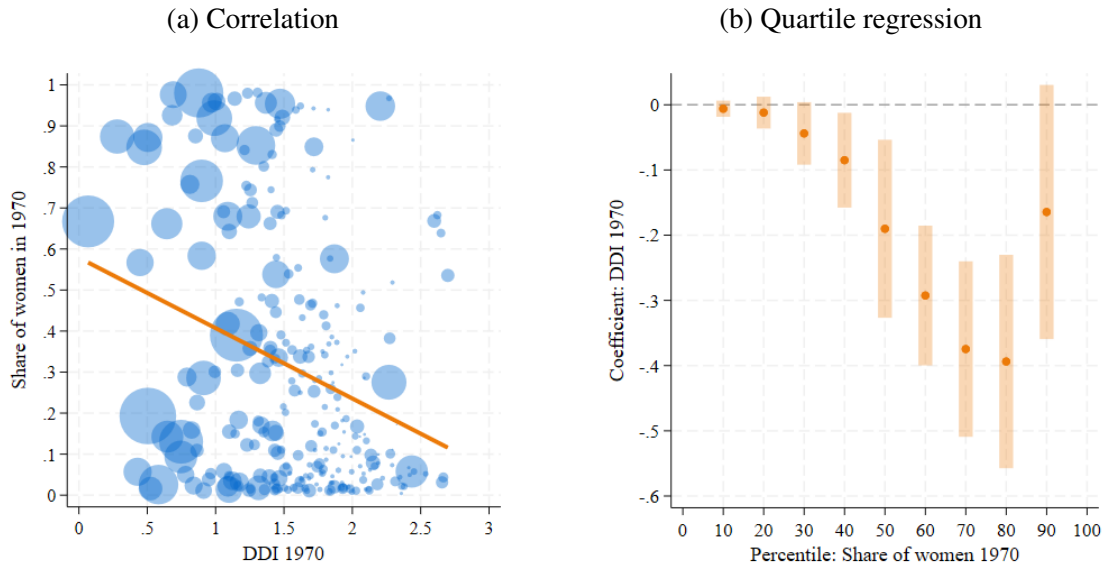 (a) Correlation
Share of women in 1970
1
.9
.8
.7
.6
.5
.4
.3
.2
.1
0
0 .5 1 1.5 2 2.5 3
DDI 1970
(b) Quartile regression
Coefficient: DDI 1970
0
-.1
-.2
-.3
-.4
-.5
-.6
0 10 20 30 40 50 60 70 80 90 100
Percentile: Share of women 1970